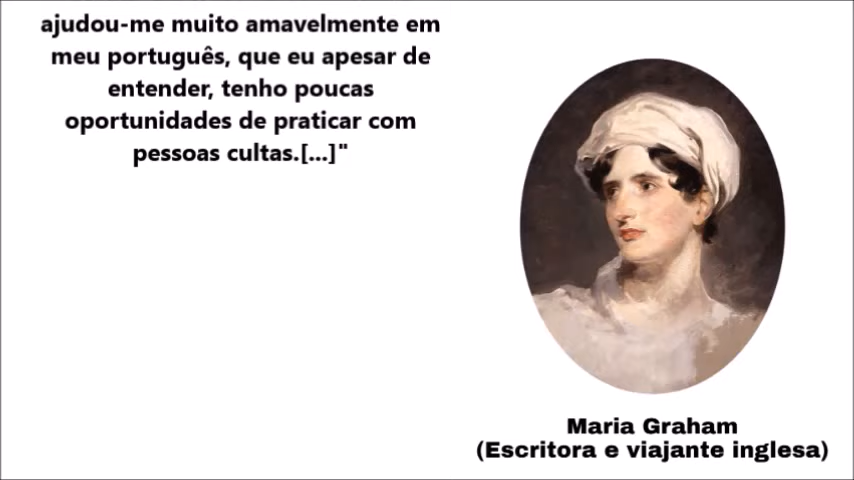 ajudou-me muito amavelmente em
meu português, que eu apesar de
entender, tenho poucas
oportunidades de praticar com
pessoas cultas.[...]"
Maria Graham
(Escritora e viajante inglesa)